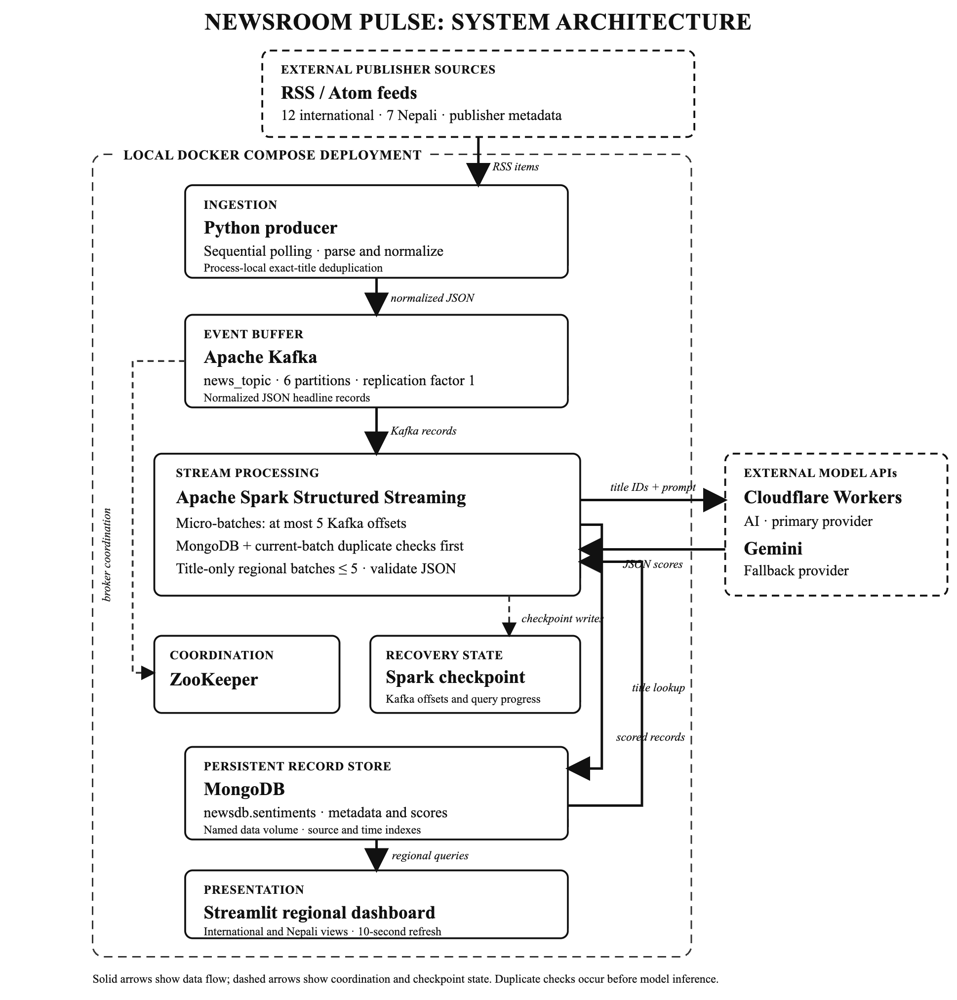 NEWSROOM PULSE: SYSTEM ARCHITECTURE
EXTERNAL PUBLISHER SOURCES
RSS / Atom feeds
12 international · 7 Nepali · publisher metadata
LOCAL DOCKER COMPOSE DEPLOYMENT
RSS items
INGESTION
Python producer
Sequential polling · parse and normalize
Process-local exact-title deduplication
normalized JSON
EVENT BUFFER
Apache Kafka
news_topic · 6 partitions · replication factor 1
Normalized JSON headline records
Kafka records
broker coordination
STREAM PROCESSING
Apache Spark Structured Streaming
Micro-batches: at most 5 Kafka offsets
MongoDB + current-batch duplicate checks first
Title-only regional batches ≤ 5 · validate JSON
title IDs + prompt
JSON scores
EXTERNAL MODEL APIs
Cloudflare Workers
AI · primary provider
Gemini
Fallback provider
checkpoint writes
COORDINATION
ZooKeeper
RECOVERY STATE
Spark checkpoint
Kafka offsets and query progress
title lookup
scored records
PERSISTENT RECORD STORE
MongoDB
newsdb.sentiments · metadata and scores
Named data volume · source and time indexes
regional queries
PRESENTATION
Streamlit regional dashboard
International and Nepali views · 10-second refresh
Solid arrows show data flow; dashed arrows show coordination and checkpoint state. Duplicate checks occur before model inference.